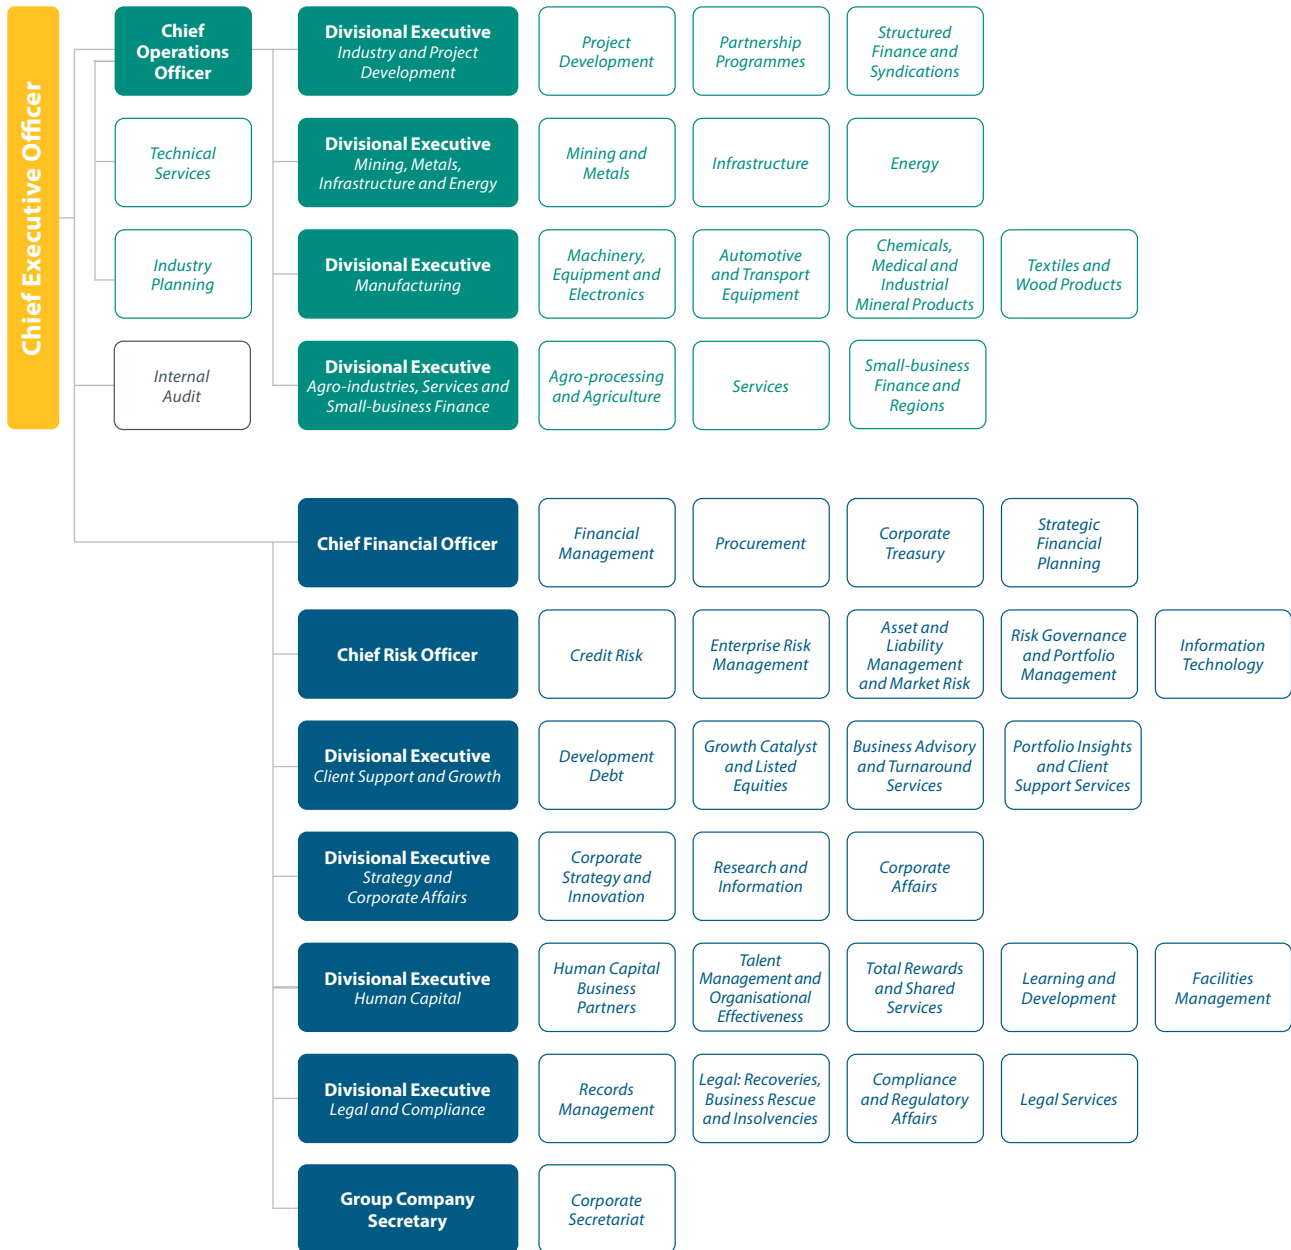 Chief Executive Officer
Chief
Operations
Officer
Technical
Services
Industry
Planning
Internal
Audit
Divisional Executive
Industry and Project
Development
Project
Development
Partnership
Programmes
Structured
Finance and
Syndications
Divisional Executive
Mining, Metals,
Infrastructure and Energy
Mining and
Metals
Infrastructure
Energy
Divisional Executive
Manufacturing
Machinery,
Equipment and
Electronics
Automotive
and Transport
Equipment
Chemicals,
Medical and
Industrial
Mineral Products
Textiles and
Wood Products
Divisional Executive
Agro-industries, Services and
Small-business Finance
Agro-processing
and Agriculture
Services
Small-business
Finance and
Regions
Chief Financial Officer
Financial
Management
Procurement
Corporate
Treasury
Strategic
Financial
Planning
Chief Risk Officer
Credit Risk
Enterprise Risk
Management
Asset and
Liability
Management
and Market Risk
Risk Governance
and Portfolio
Management
Information
Technology
Divisional Executive
Client Support and Growth
Development
Debt
Growth Catalyst
and Listed
Equities
Business Advisory
and Turnaround
Services
Portfolio Insights
and Client
Support Services
Divisional Executive
Strategy and
Corporate Affairs
Corporate
Strategy and
Innovation
Research and
Information
Corporate
Affairs
Divisional Executive
Human Capital
Human Capital
Business
Partners
Talent
Management and
Organisational
Effectiveness
Total Rewards
and Shared
Services
Learning and
Development
Facilities
Management
Divisional Executive
Legal and Compliance
Records
Management
Legal: Recoveries,
Business Rescue
and Insolvencies
Compliance
and Regulatory
Affairs
Legal Services
Group Company
Secretary
Corporate
Secretariat